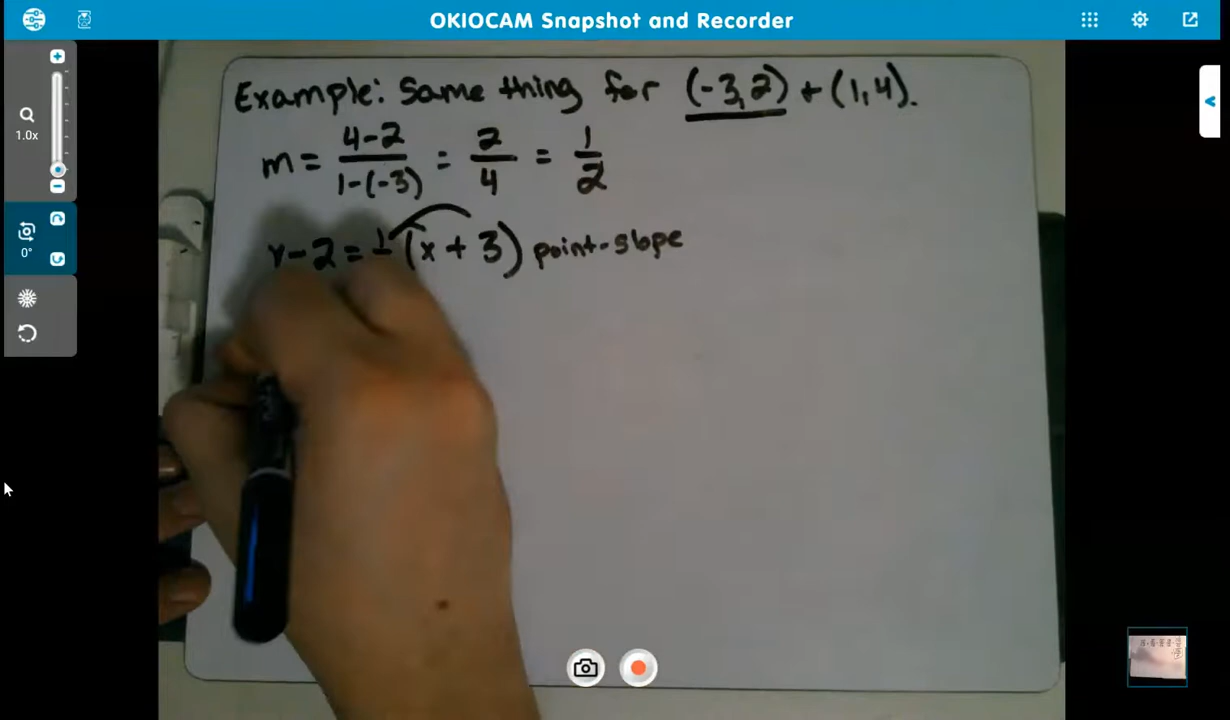 OKIOCAM Snapshot and Recorder
1.0x
0°
Example: Same thing for (-3,2) + (1,4).
m = 4-2/1-(-3) = 2/4 = 1/2
y-2 = 1/ (x + 3) point-slope